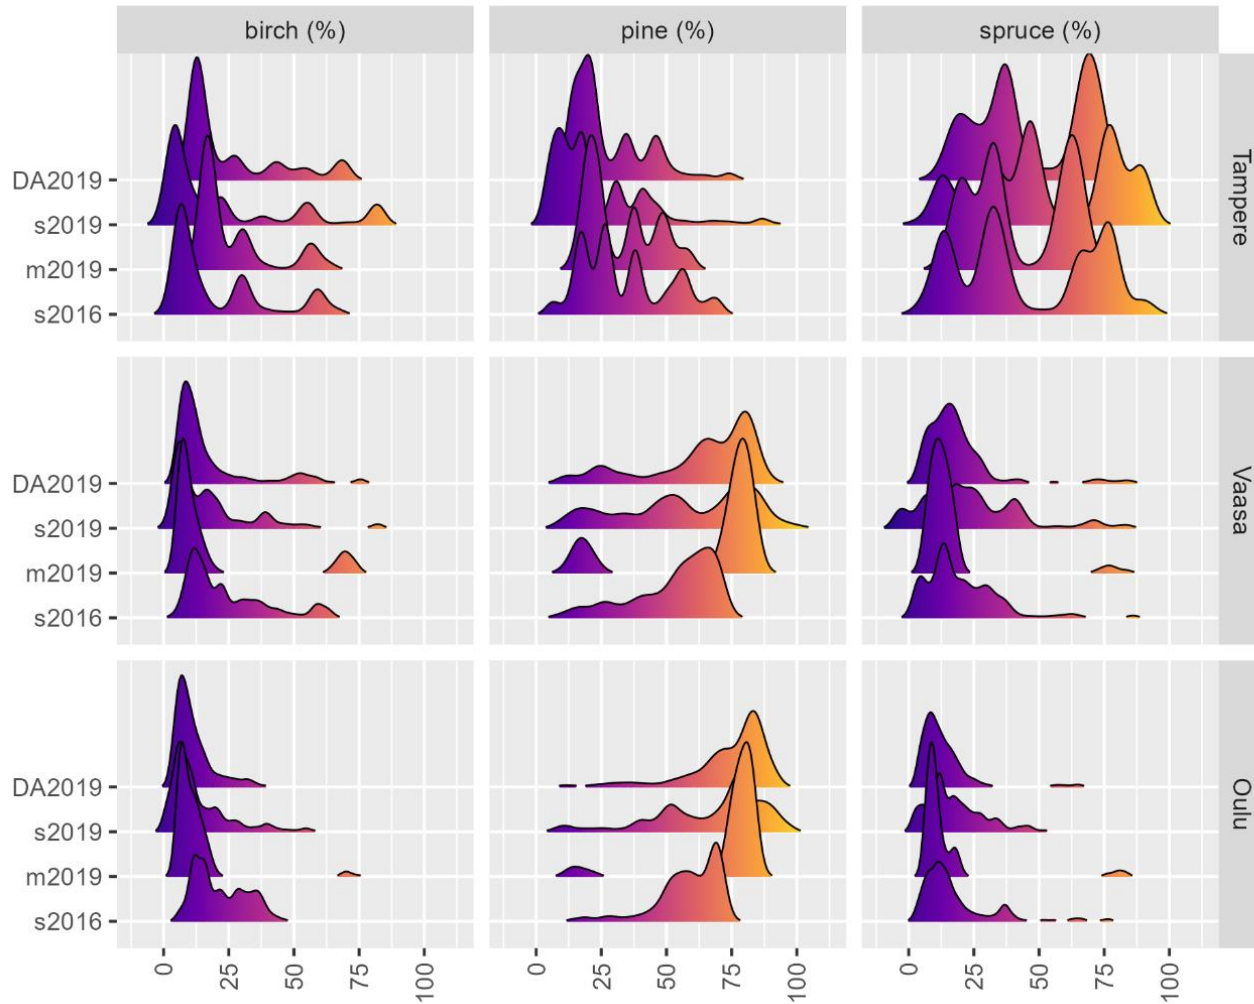 birch (%) pine (%) spruce (%)
DA2019
s2019
m2019
s2016
Tampere
DA2019
s2019
m2019
s2016
Vaasa
DA2019
s2019
m2019
s2016
Oulu
0 25 50 75 100 0 25 50 75 100 0 25 50 75 100